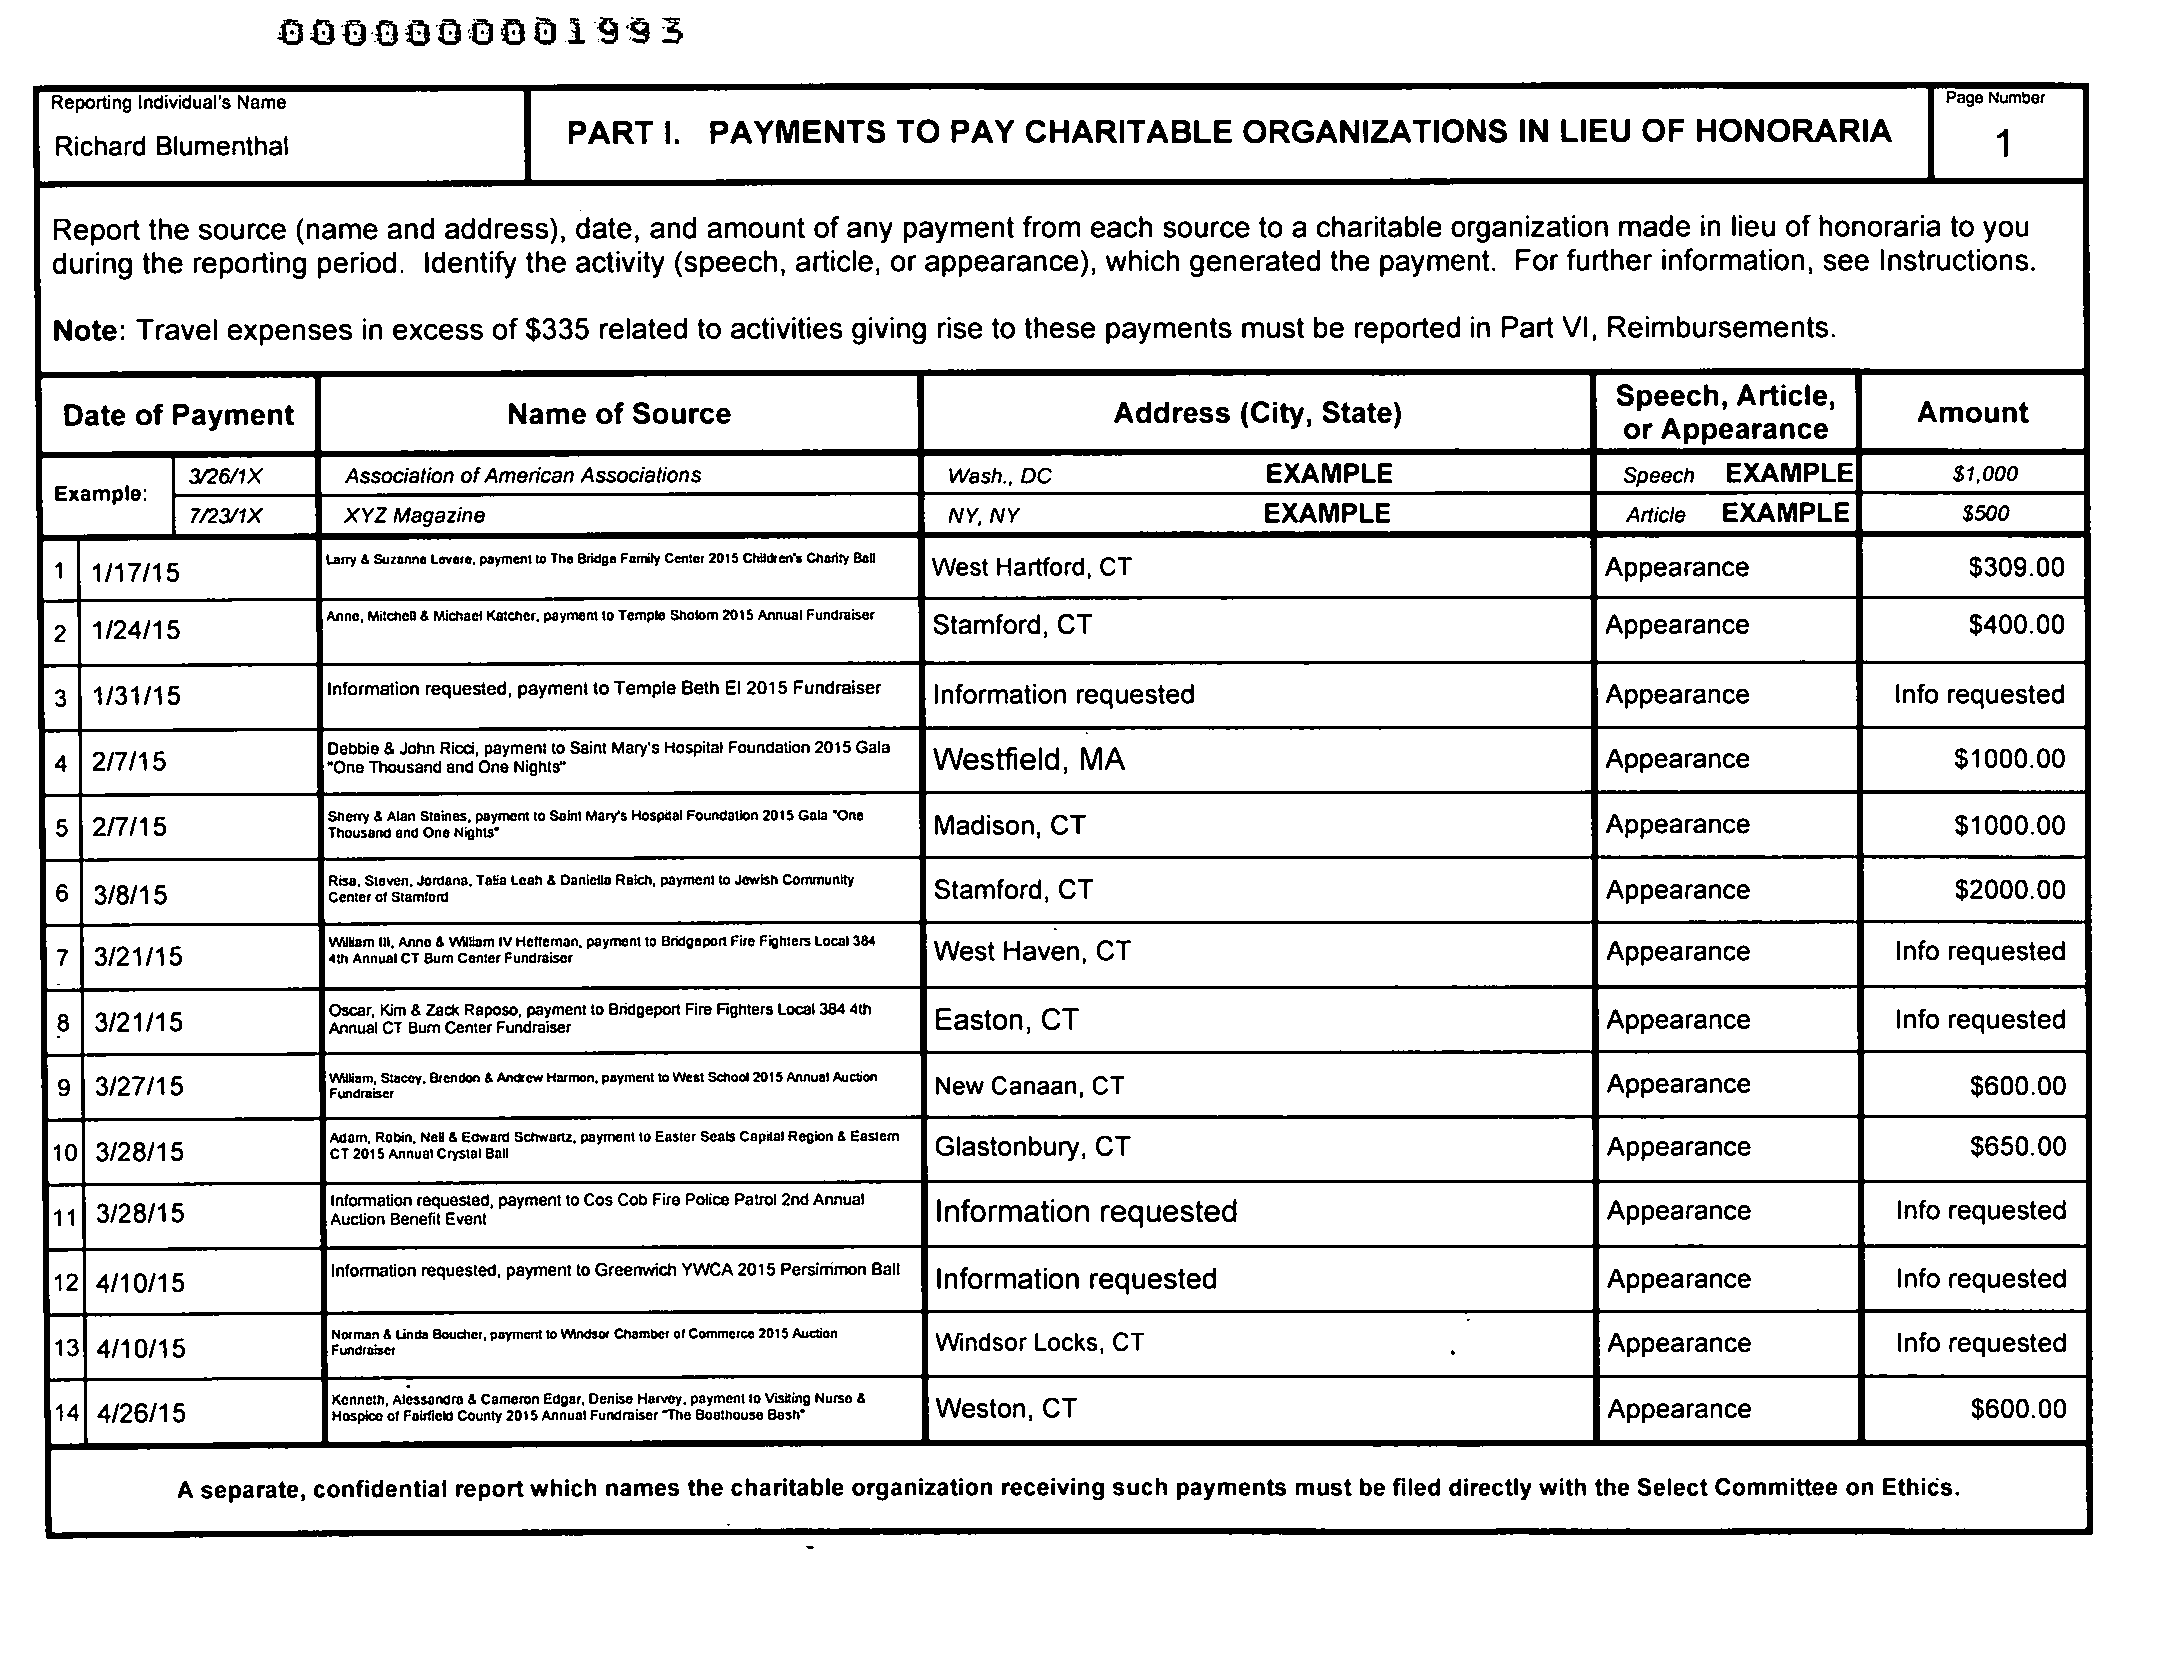 0000000001993
Reporting Individual's Name
Richard Blumenthal
PART I. PAYMENTS TO PAY CHARITABLE ORGANIZATIONS IN LIEU OF HONORARIA
Page Number
1
Report the source (name and address), date, and amount of any payment from each source to a charitable organization made in lieu of honoraria to you
during the reporting period. Identify the activity (speech, article, or appearance), which generated the payment. For further information, see Instructions.
Note: Travel expenses in excess of $335 related to activities giving rise to these payments must be reported in Part VI, Reimbursements.
Date of Payment
Name of Source
Address (City, State)
Speech, Article,
or Appearance
Amount
Example:
3/26/1X Association of American Associations Wash., DC EXAMPLE Speech EXAMPLE $1,000
7/23/1X XYZ Magazine NY, NY EXAMPLE Article EXAMPLE $500
1 1/17/15 Larry & Suzanne Levere, payment to The Bridge Family Center 2015 Children's Charity Ball West Hartford, CT Appearance $309.00
2 1/24/15 Anne, Mitchell & Michael Katcher, payment to Temple Sholom 2015 Annual Fundraiser Stamford, CT Appearance $400.00
3 1/31/15 Information requested, payment to Temple Beth El 2015 Fundraiser Information requested Appearance Info requested
4 2/7/15 Debbie & John Ricci, payment to Saint Mary's Hospital Foundation 2015 Gala
"One Thousand and One Nights" Westfield, MA Appearance $1000.00
5 2/7/15 Sherry & Alan Staines, payment to Saint Mary's Hospital Foundation 2015 Gala "One
Thousand and One Nights" Madison, CT Appearance $1000.00
6 3/8/15 Risa, Steven, Jordana, Talia Leah & Daniella Raich, payment to Jewish Community
Center of Stamford Stamford, CT Appearance $2000.00
7 3/21/15 William III, Anne & William IV Heffernan, payment to Bridgeport Fire Fighters Local 384
4th Annual CT Burn Center Fundraiser West Haven, CT Appearance Info requested
8 3/21/15 Oscar, Kim & Zack Raposo, payment to Bridgeport Fire Fighters Local 384 4th
Annual CT Burn Center Fundraiser Easton, CT Appearance Info requested
9 3/27/15 William, Stacey, Brendon & Andrew Harmon, payment to West School 2015 Annual Auction
Fundraiser New Canaan, CT Appearance $600.00
10 3/28/15 Adam, Robin, Nell & Edward Schwartz, payment to Easter Seals Capital Region & Eastern
CT 2015 Annual Crystal Ball Glastonbury, CT Appearance $650.00
11 3/28/15 Information requested, payment to Cos Cob Fire Police Patrol 2nd Annual
Auction Benefit Event Information requested Appearance Info requested
12 4/10/15 Information requested, payment to Greenwich YWCA 2015 Persimmon Ball Information requested Appearance Info requested
13 4/10/15 Norman & Linda Boucher, payment to Windsor Chamber of Commerce 2015 Auction
Fundraiser Windsor Locks, CT Appearance Info requested
14 4/26/15 Kenneth, Alessandra & Cameron Edgar, Denise Harvey, payment to Visiting Nurse &
Hospice of Fairfield County 2015 Annual Fundraiser "The Boathouse Bash" Weston, CT Appearance $600.00
A separate, confidential report which names the charitable organization receiving such payments must be filed directly with the Select Committee on Ethics.